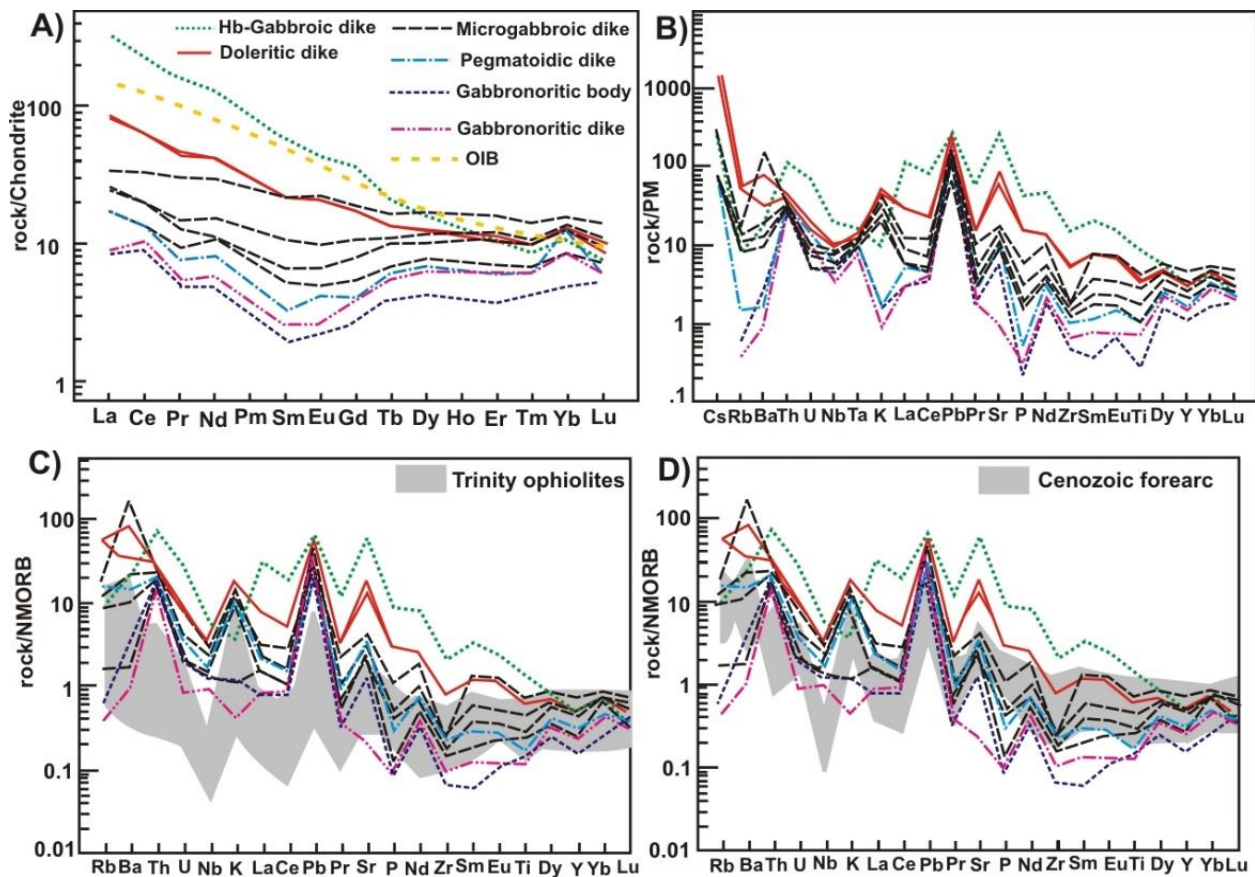 A)
Hb-Gabbroic dike
Doleritic dike
Microgabbroic dike
Pegmatoidic dike
Gabbronoritic body
Gabbronoritic dike
OIB
rock/Chondrite
100
10
1
La Ce Pr Nd Pm Sm Eu Gd Tb Dy Ho Er Tm Yb Lu
B)
rock/PM
1000
100
10
1
.1
Cs Rb Ba Th U Nb Ta K La Ce Pb Pr Sr P Nd Zr Sm Eu Ti Dy Y Yb Lu
C)
Trinity ophiolites
rock/NMORB
100
10
1
0.1
0.01
Rb Ba Th U Nb K La Ce Pb Pr Sr P Nd Zr Sm Eu Ti Dy Y Yb Lu
D)
Cenozoic forearc
rock/NMORB
100
10
1
0.1
0.01
Rb Ba Th U Nb K La Ce Pb Pr Sr P Nd Zr Sm Eu Ti Dy Y Yb Lu